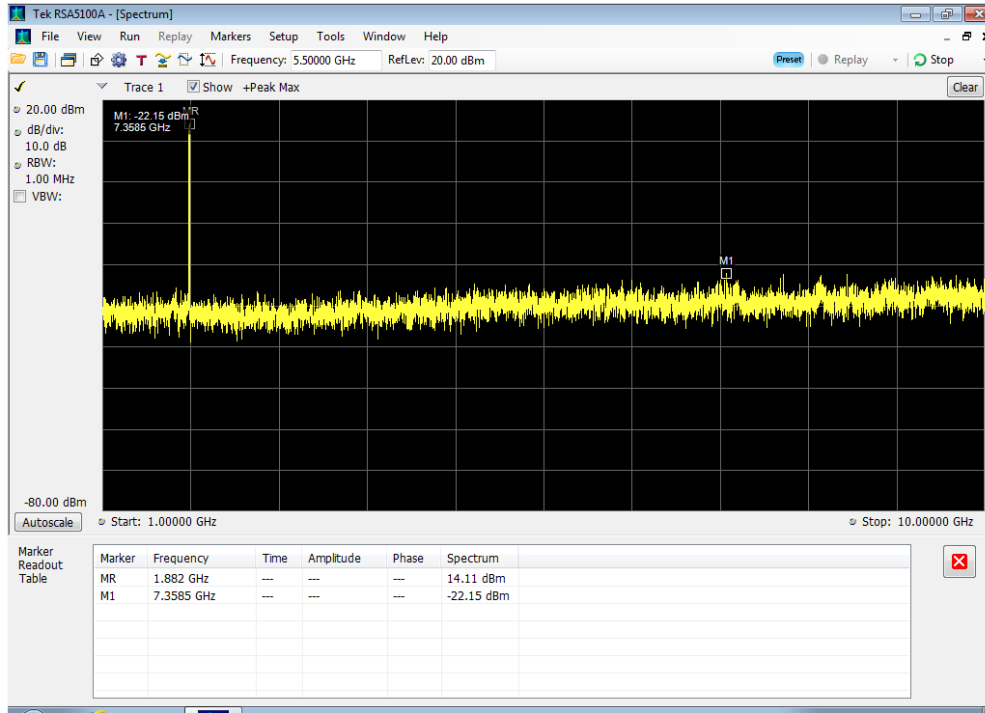 Tek RSA5100A - [Spectrum]
File View Run Replay Markers Setup Tools Window Help
T Frequency: 5.50000 GHz RefLev: 20.00 dBm Preset Replay Stop
Trace 1 Show +Peak Max Clear
20.00 dBm
dB/div:
10.0 dB
RBW:
1.00 MHz
VBW:
-80.00 dBm
Autoscale
MR
M1: -22.15 dBm
7.3585 GHz
M1
Start: 1.00000 GHz Stop: 10.00000 GHz
Marker
Readout
Table
Marker Frequency Time Amplitude Phase Spectrum
MR 1.882 GHz --- --- --- 14.11 dBm
M1 7.3585 GHz --- --- --- -22.15 dBm